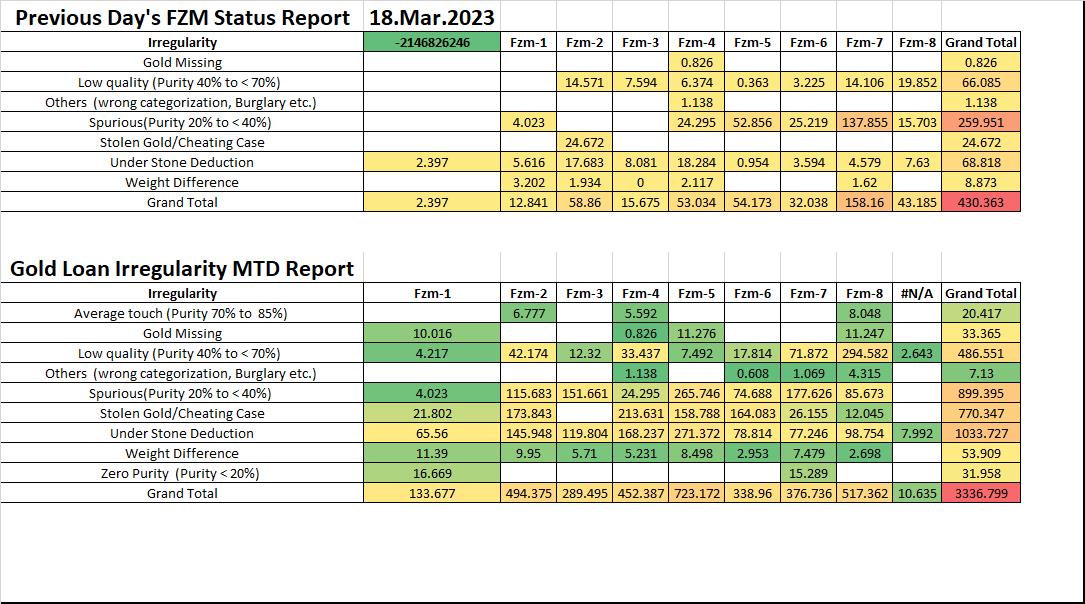 Previous Day's FZM Status Report 18.Mar.2023
Irregularity -2146826246 Fzm-1 Fzm-2 Fzm-3 Fzm-4 Fzm-5 Fzm-6 Fzm-7 Fzm-8 Grand Total
Gold Missing 0.826 0.826
Low quality (Purity 40% to < 70%) 14.571 7.594 6.374 0.363 3.225 14.106 19.852 66.085
Others (wrong categorization, Burglary etc.) 1.138 1.138
Spurious(Purity 20% to < 40%) 4.023 24.295 52.856 25.219 137.855 15.703 259.951
Stolen Gold/Cheating Case 24.672 24.672
Under Stone Deduction 2.397 5.616 17.683 8.081 18.284 0.954 3.594 4.579 7.63 68.818
Weight Difference 3.202 1.934 0 2.117 1.62 8.873
Grand Total 2.397 12.841 58.86 15.675 53.034 54.173 32.038 158.16 43.185 430.363
Gold Loan Irregularity MTD Report
Irregularity Fzm-1 Fzm-2 Fzm-3 Fzm-4 Fzm-5 Fzm-6 Fzm-7 Fzm-8 #N/A Grand Total
Average touch (Purity 70% to 85%) 6.777 5.592 8.048 20.417
Gold Missing 10.016 0.826 11.276 11.247 33.365
Low quality (Purity 40% to < 70%) 4.217 42.174 12.32 33.437 7.492 17.814 71.872 294.582 2.643 486.551
Others (wrong categorization, Burglary etc.) 1.138 0.608 1.069 4.315 7.13
Spurious(Purity 20% to < 40%) 4.023 115.683 151.661 24.295 265.746 74.688 177.626 85.673 899.395
Stolen Gold/Cheating Case 21.802 173.843 213.631 158.788 164.083 26.155 12.045 770.347
Under Stone Deduction 65.56 145.948 119.804 168.237 271.372 78.814 77.246 98.754 7.992 1033.727
Weight Difference 11.39 9.95 5.71 5.231 8.498 2.953 7.479 2.698 53.909
Zero Purity (Purity < 20%) 16.669 15.289 31.958
Grand Total 133.677 494.375 289.495 452.387 723.172 338.96 376.736 517.362 10.635 3336.799